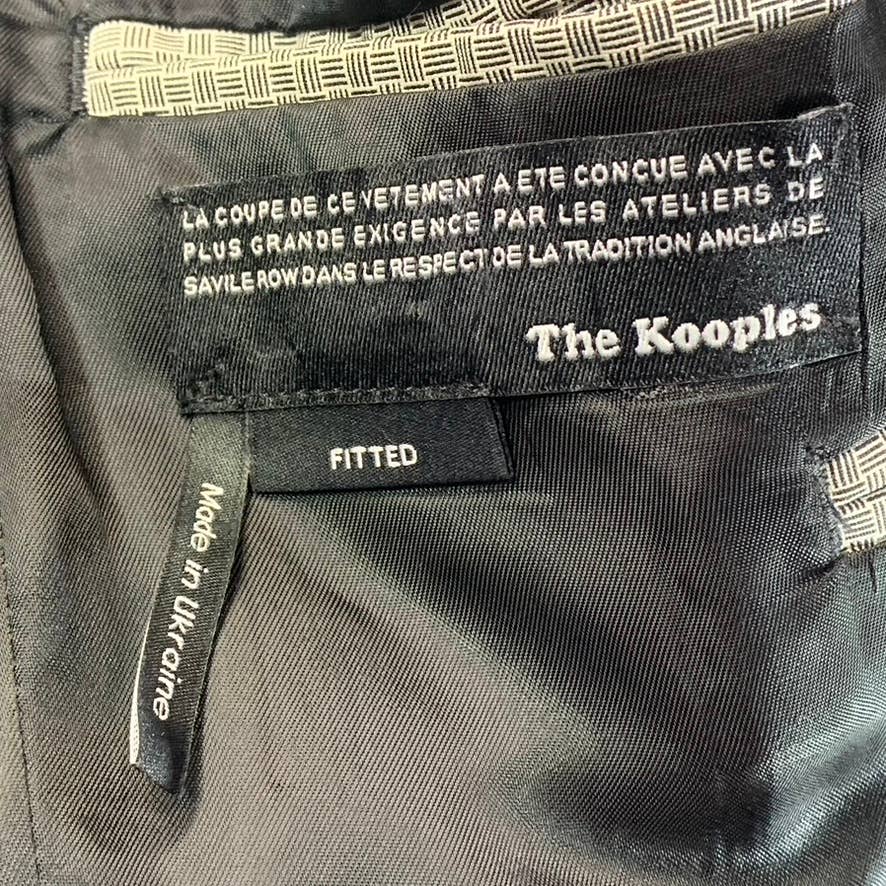 LA COUPE DE CE VETEMENT A ETE CONCUE AVEC LA
PLUS GRANDE EXIGENCE PAR LES ATELIERS DE
SAVILE ROW DANS LE RESPECT DE LA TRADITION ANGLAISE.
The Kooples
FITTED
Made in Ukraine